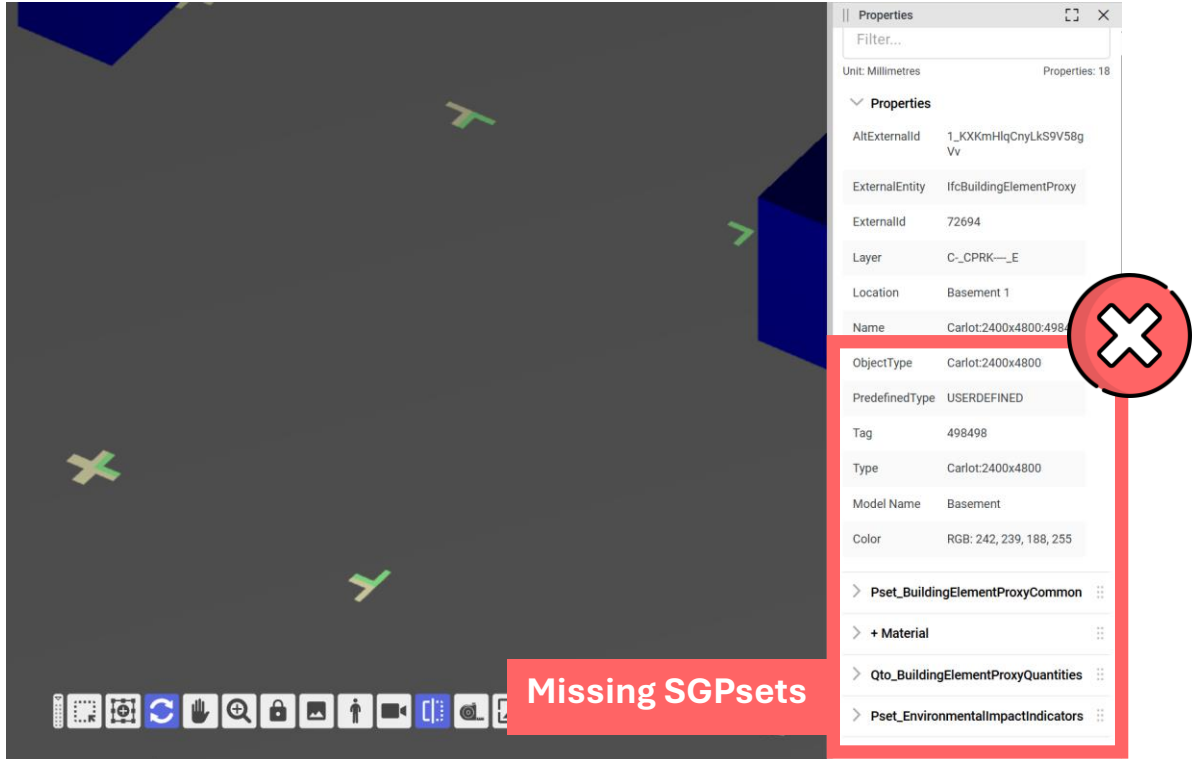 Properties
Filter...
Unit: Millimetres Properties: 18
Properties
AltExternalId 1_KXKmHlqCnyLkS9V58g
Vv
ExternalEntity IfcBuildingElementProxy
ExternalId 72694
Layer C-_CPRK----_E
Location Basement 1
Name Carlot:2400x4800:498
ObjectType Carlot:2400x4800
PredefinedType USERDEFINED
Tag 498498
Type Carlot:2400x4800
Model Name Basement
Color RGB: 242, 239, 188, 255
Pset_BuildingElementProxyCommon
+ Material
Qto_BuildingElementProxyQuantities
Pset_EnvironmentalImpactIndicators
Missing SGPsets